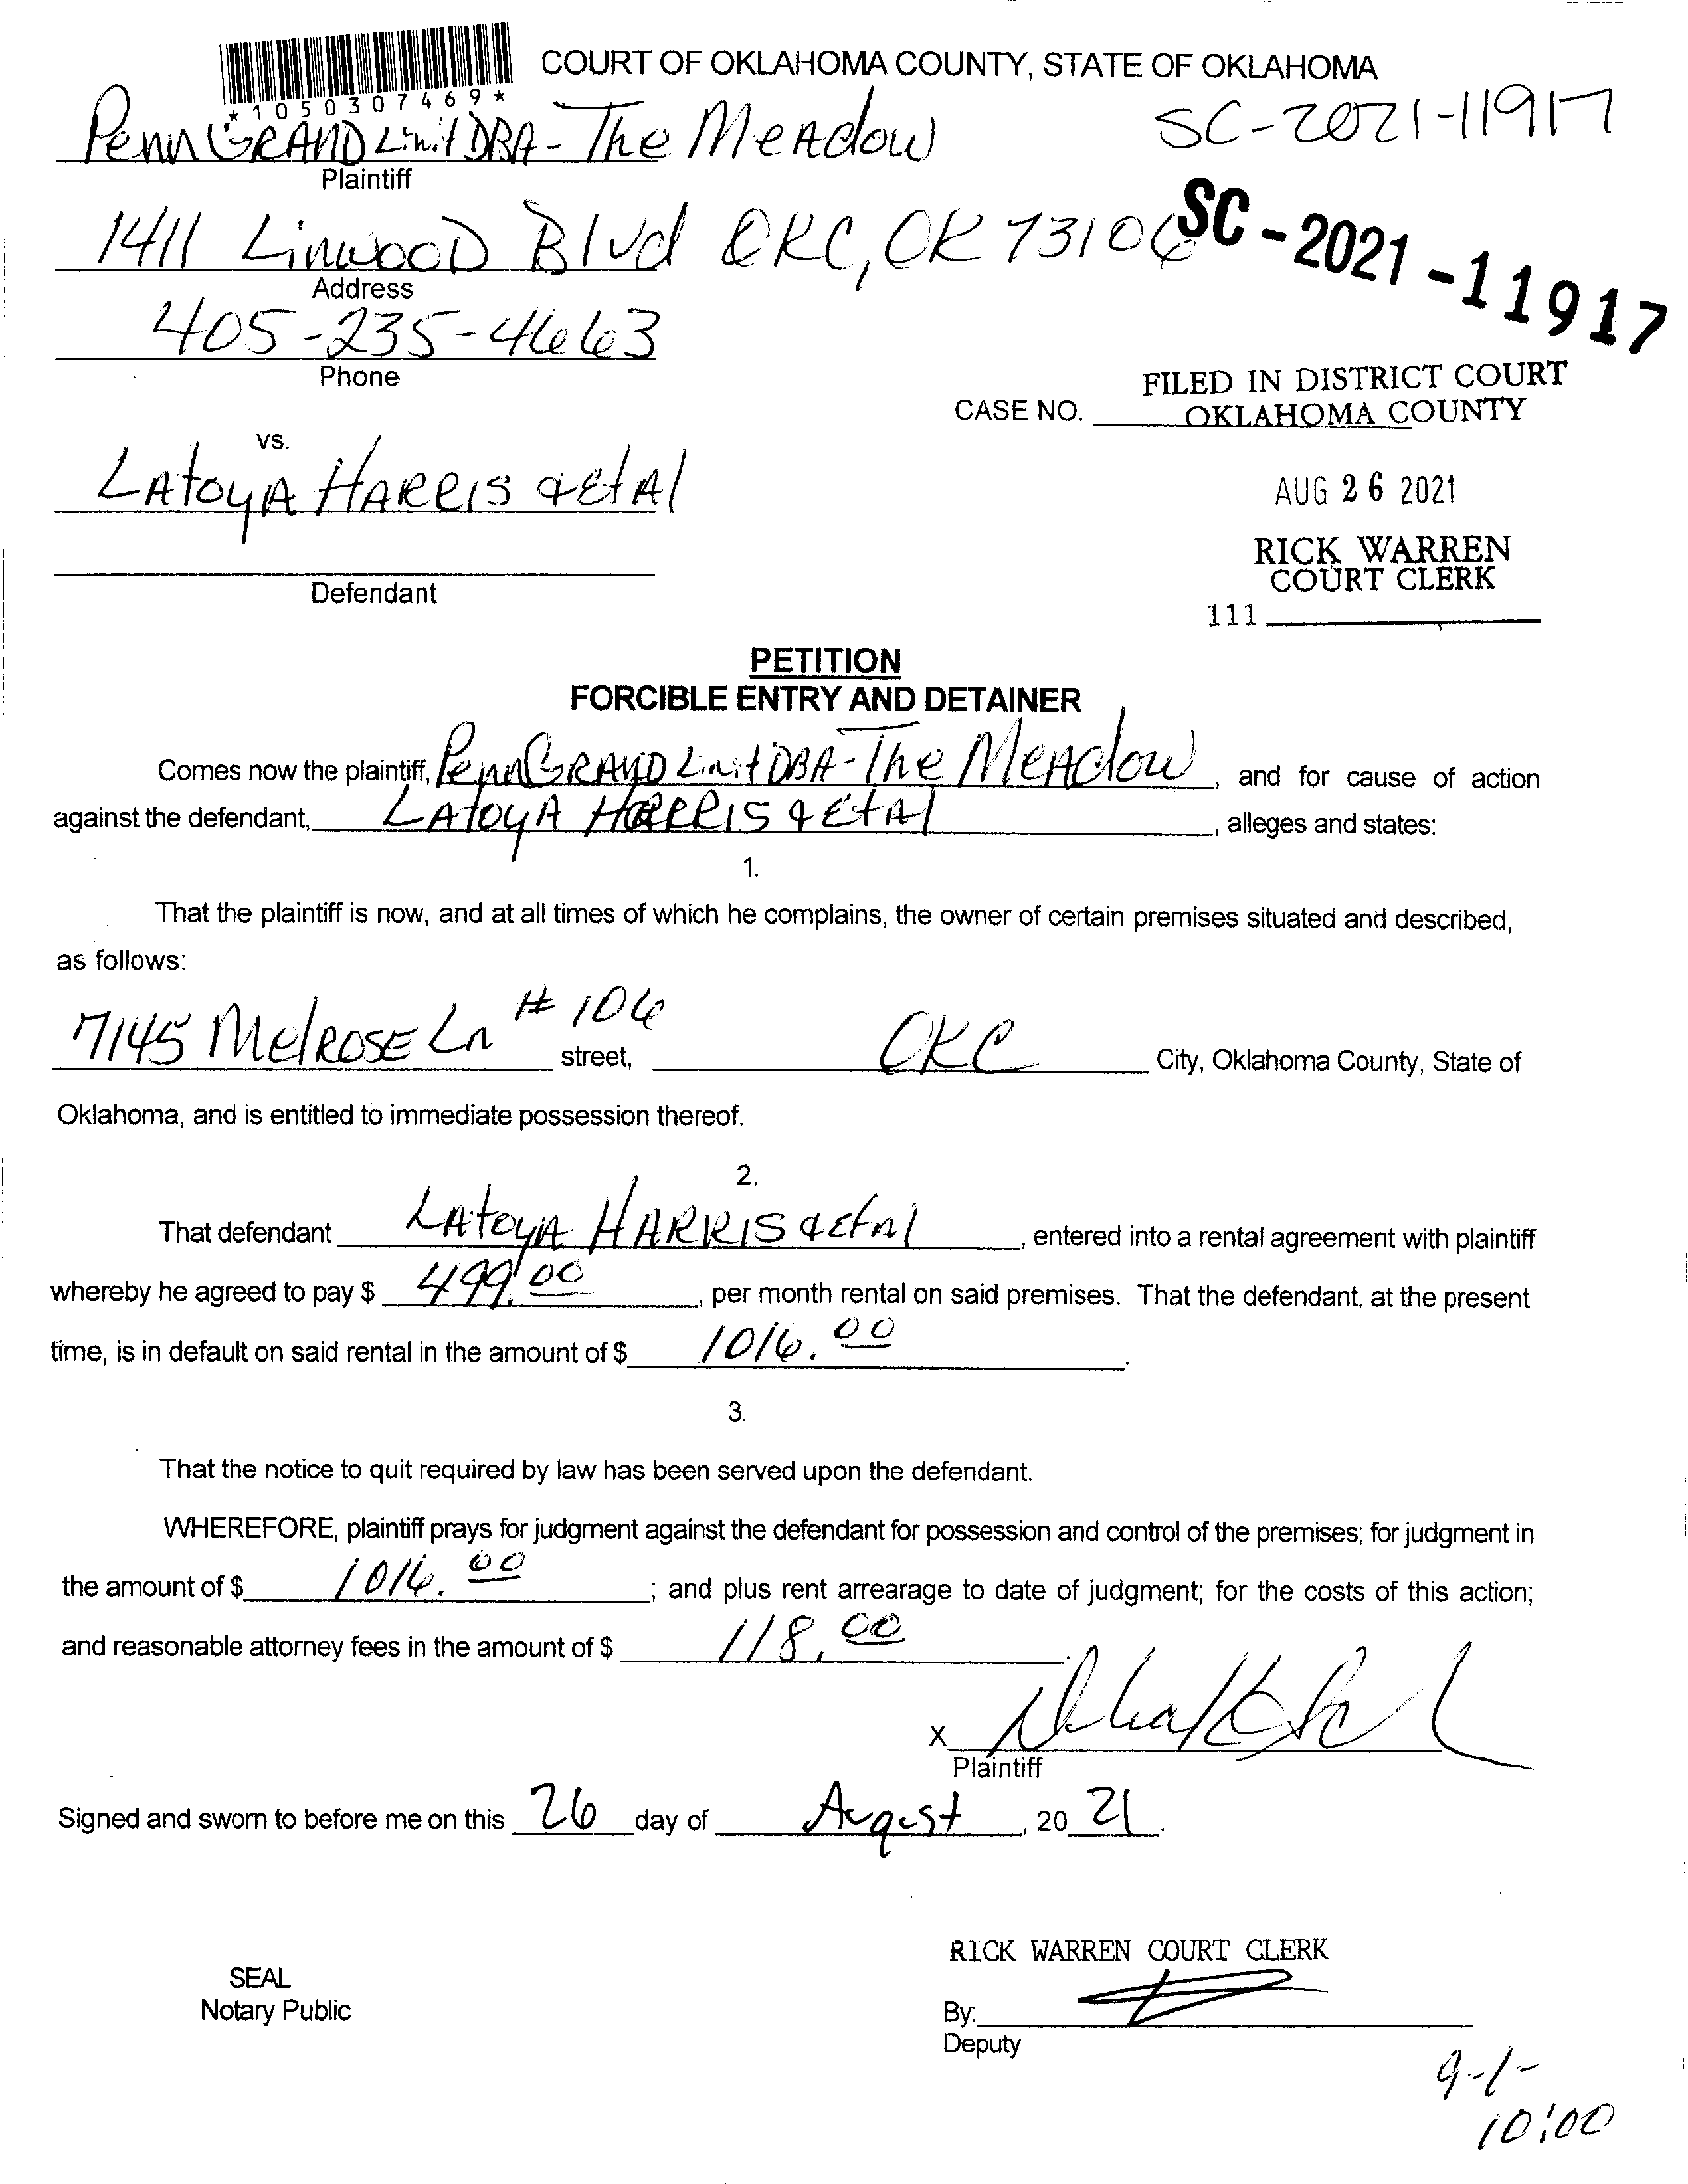 COURT OF OKLAHOMA COUNTY, STATE OF OKLAHOMA
*1050307469*
SC-2021-11917
Penn GRAND Limit DBA - The Meadow
Plaintiff
SC-2021-11917
1411 Linwood Blvd OKC, OK 73106
Address
405-235-4663
Phone
FILED IN DISTRICT COURT
CASE NO. OKLAHOMA COUNTY
vs.
LAtoyA HARRIS & etAl
AUG 26 2021
RICK WARREN
COURT CLERK
Defendant
111
PETITION
FORCIBLE ENTRY AND DETAINER
Comes now the plaintiff, Penn GRAND Limit DBA - The Meadow, and for cause of action
against the defendant, LAtoyA HARRIS & EtAl, alleges and states:
1.
That the plaintiff is now, and at all times of which he complains, the owner of certain premises situated and described,
as follows:
7145 MelROSE Ln # 106 street, OKC City, Oklahoma County, State of
Oklahoma, and is entitled to immediate possession thereof.
2.
That defendant LAtoyA HARRIS & etAl, entered into a rental agreement with plaintiff
whereby he agreed to pay $ 499.00, per month rental on said premises. That the defendant, at the present
time, is in default on said rental in the amount of $ 1016.00.
3.
That the notice to quit required by law has been served upon the defendant.
WHEREFORE, plaintiff prays for judgment against the defendant for possession and control of the premises; for judgment in
the amount of $ 1016.00; and plus rent arrearage to date of judgment; for the costs of this action;
and reasonable attorney fees in the amount of $ 118.00.
X
Plaintiff
Signed and sworn to before me on this 26 day of August, 20 21.
RICK WARREN COURT CLERK
SEAL
Notary Public
By:
Deputy
9-1-
10:00